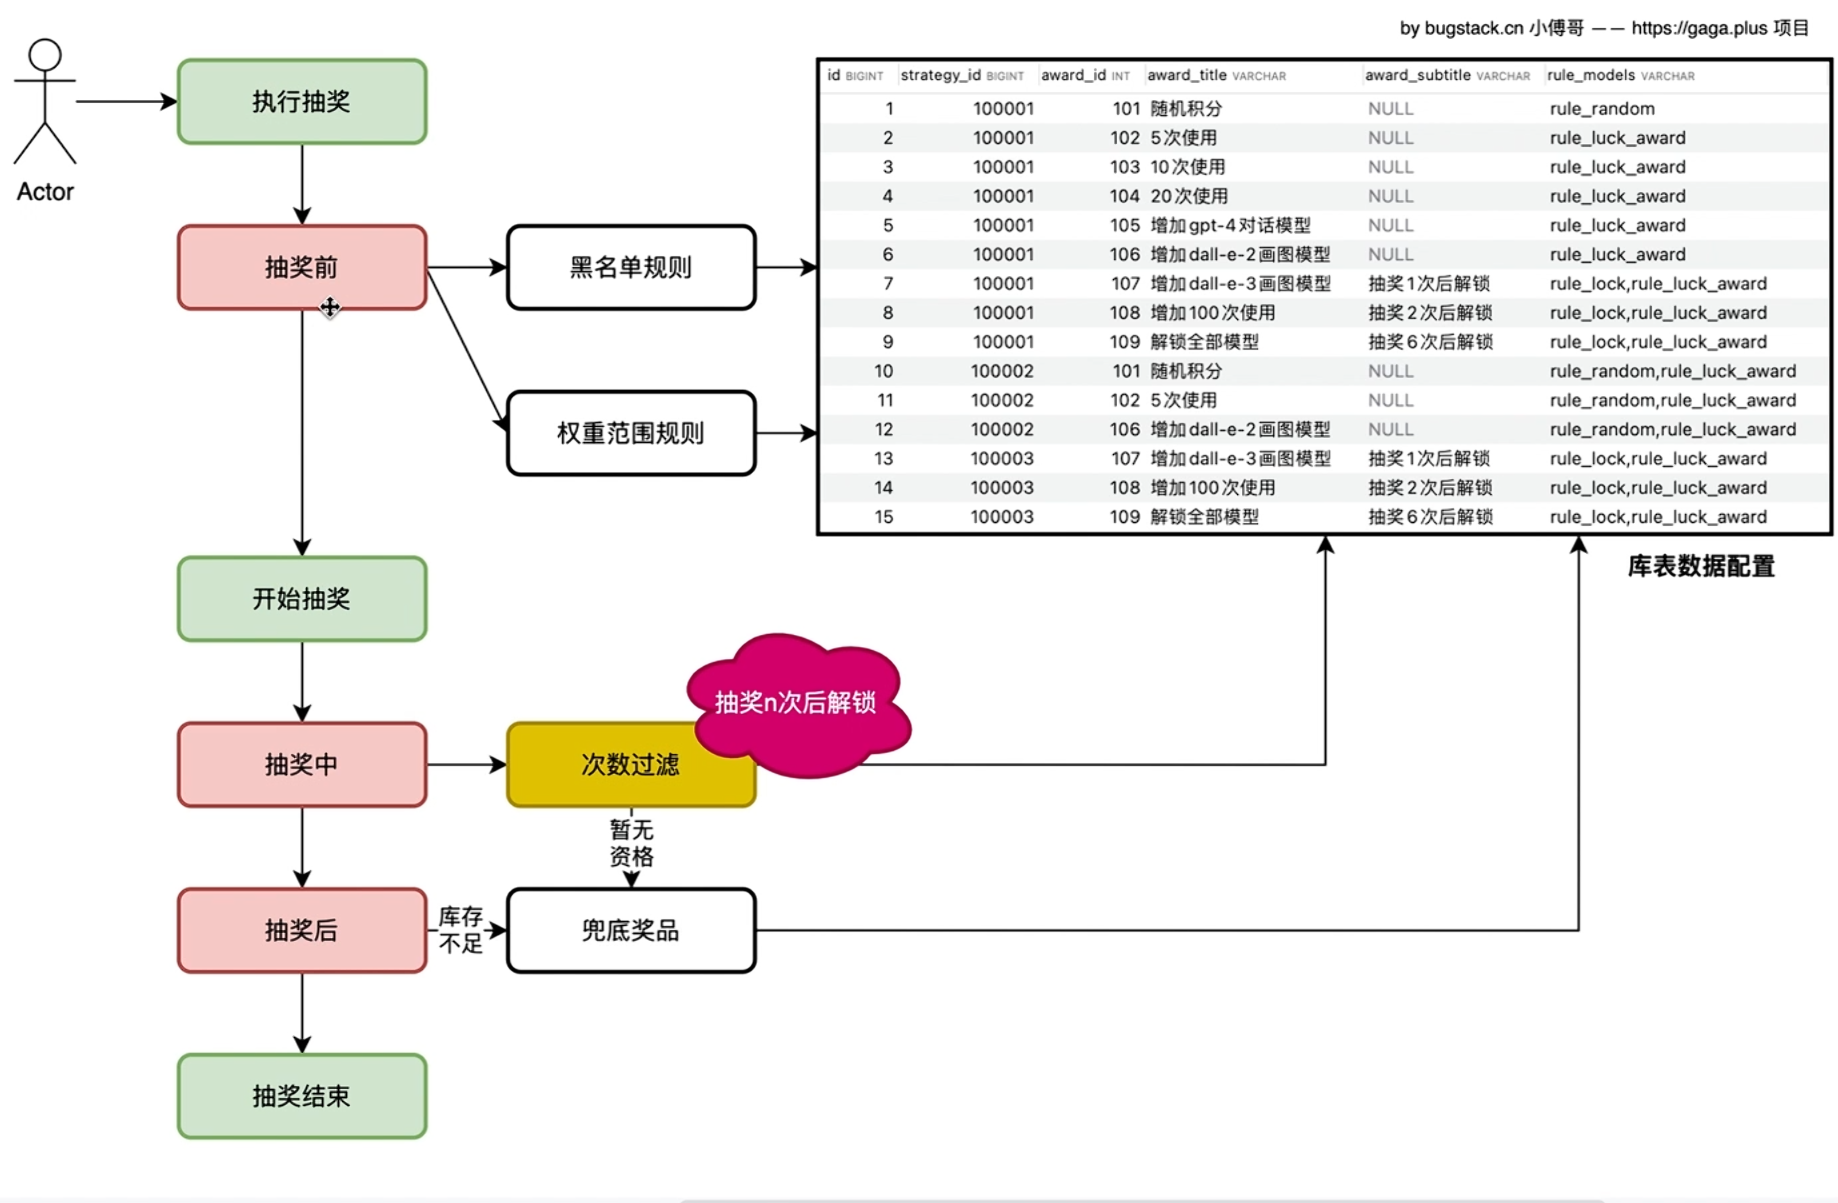 by bugstack.cn 小傅哥 —— https://gaga.plus 项目
Actor
执行抽奖
抽奖前
黑名单规则
权重范围规则
id BIGINT strategy_id BIGINT award_id INT award_title VARCHAR award_subtitle VARCHAR rule_models VARCHAR
1 100001 101 随机积分 NULL rule_random
2 100001 102 5次使用 NULL rule_luck_award
3 100001 103 10次使用 NULL rule_luck_award
4 100001 104 20次使用 NULL rule_luck_award
5 100001 105 增加gpt-4对话模型 NULL rule_luck_award
6 100001 106 增加dall-e-2画图模型 NULL rule_luck_award
7 100001 107 增加dall-e-3画图模型 抽奖1次后解锁 rule_lock,rule_luck_award
8 100001 108 增加100次使用 抽奖2次后解锁 rule_lock,rule_luck_award
9 100001 109 解锁全部模型 抽奖6次后解锁 rule_lock,rule_luck_award
10 100002 101 随机积分 NULL rule_random,rule_luck_award
11 100002 102 5次使用 NULL rule_random,rule_luck_award
12 100002 106 增加dall-e-2画图模型 NULL rule_random,rule_luck_award
13 100003 107 增加dall-e-3画图模型 抽奖1次后解锁 rule_lock,rule_luck_award
14 100003 108 增加100次使用 抽奖2次后解锁 rule_lock,rule_luck_award
15 100003 109 解锁全部模型 抽奖6次后解锁 rule_lock,rule_luck_award
库表数据配置
开始抽奖
抽奖n次后解锁
抽奖中
次数过滤
暂无
资格
抽奖后
库存
不足
兜底奖品
抽奖结束